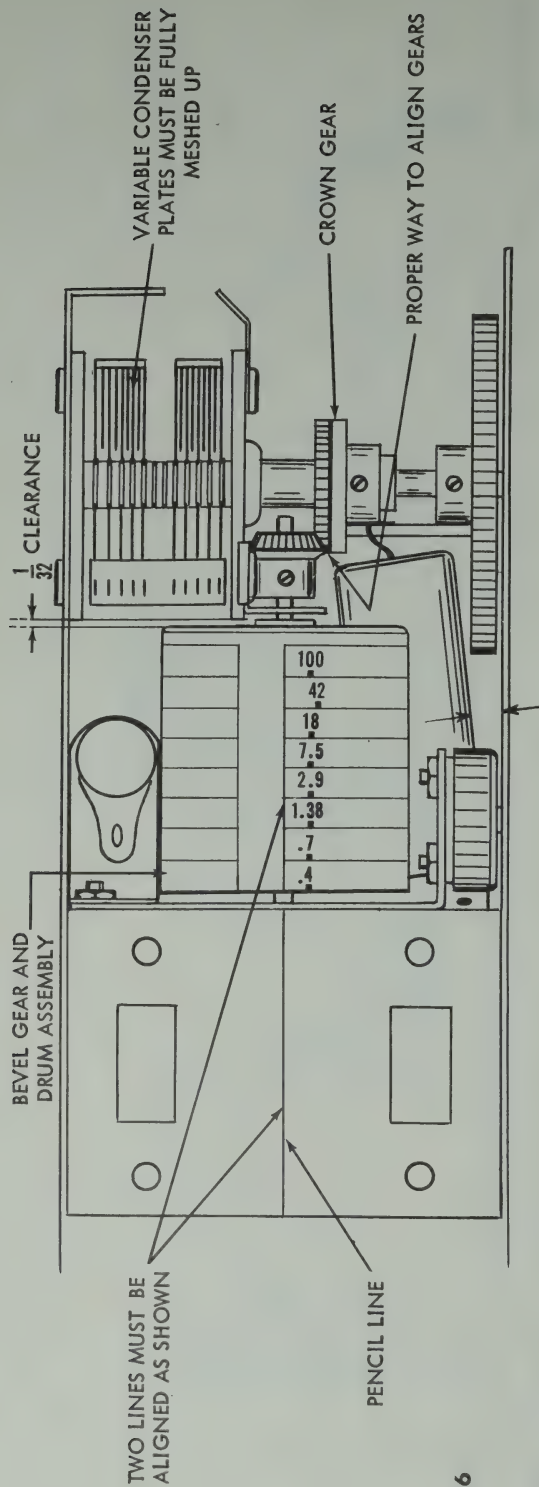 BEVEL GEAR AND
DRUM ASSEMBLY
1/32 CLEARANCE
VARIABLE CONDENSER
PLATES MUST BE FULLY
MESHED UP
TWO LINES MUST BE
ALIGNED AS SHOWN
PENCIL LINE
CROWN GEAR
PROPER WAY TO ALIGN GEARS
100
42
18
7.5
2.9
1.38
.7
.4
6